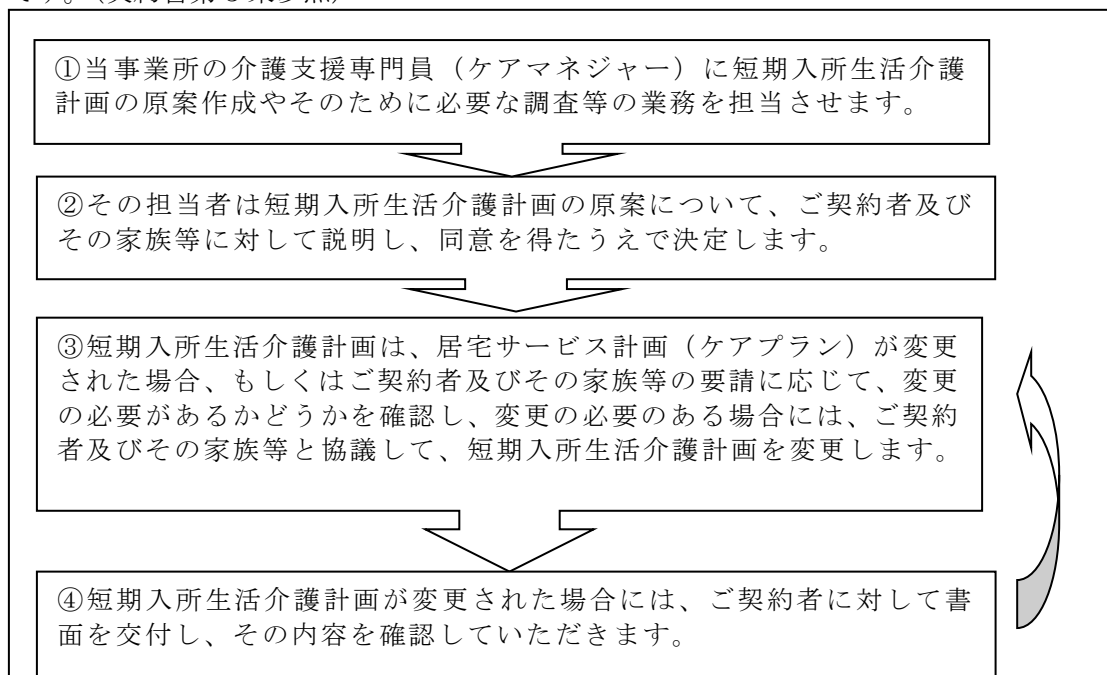 ①当事業所の介護支援専門員（ケアマネジャー）に短期入所生活介護
計画の原案作成やそのために必要な調査等の業務を担当させます。
②その担当者は短期入所生活介護計画の原案について、ご契約者及び
その家族等に対して説明し、同意を得たうえで決定します。
③短期入所生活介護計画は、居宅サービス計画（ケアプラン）が変更
された場合、もしくはご契約者及びその家族等の要請に応じて、変更
の必要があるかどうかを確認し、変更の必要のある場合には、ご契約
者及びその家族等と協議して、短期入所生活介護計画を変更します。
④短期入所生活介護計画が変更された場合には、ご契約者に対して書
面を交付し、その内容を確認していただきます。